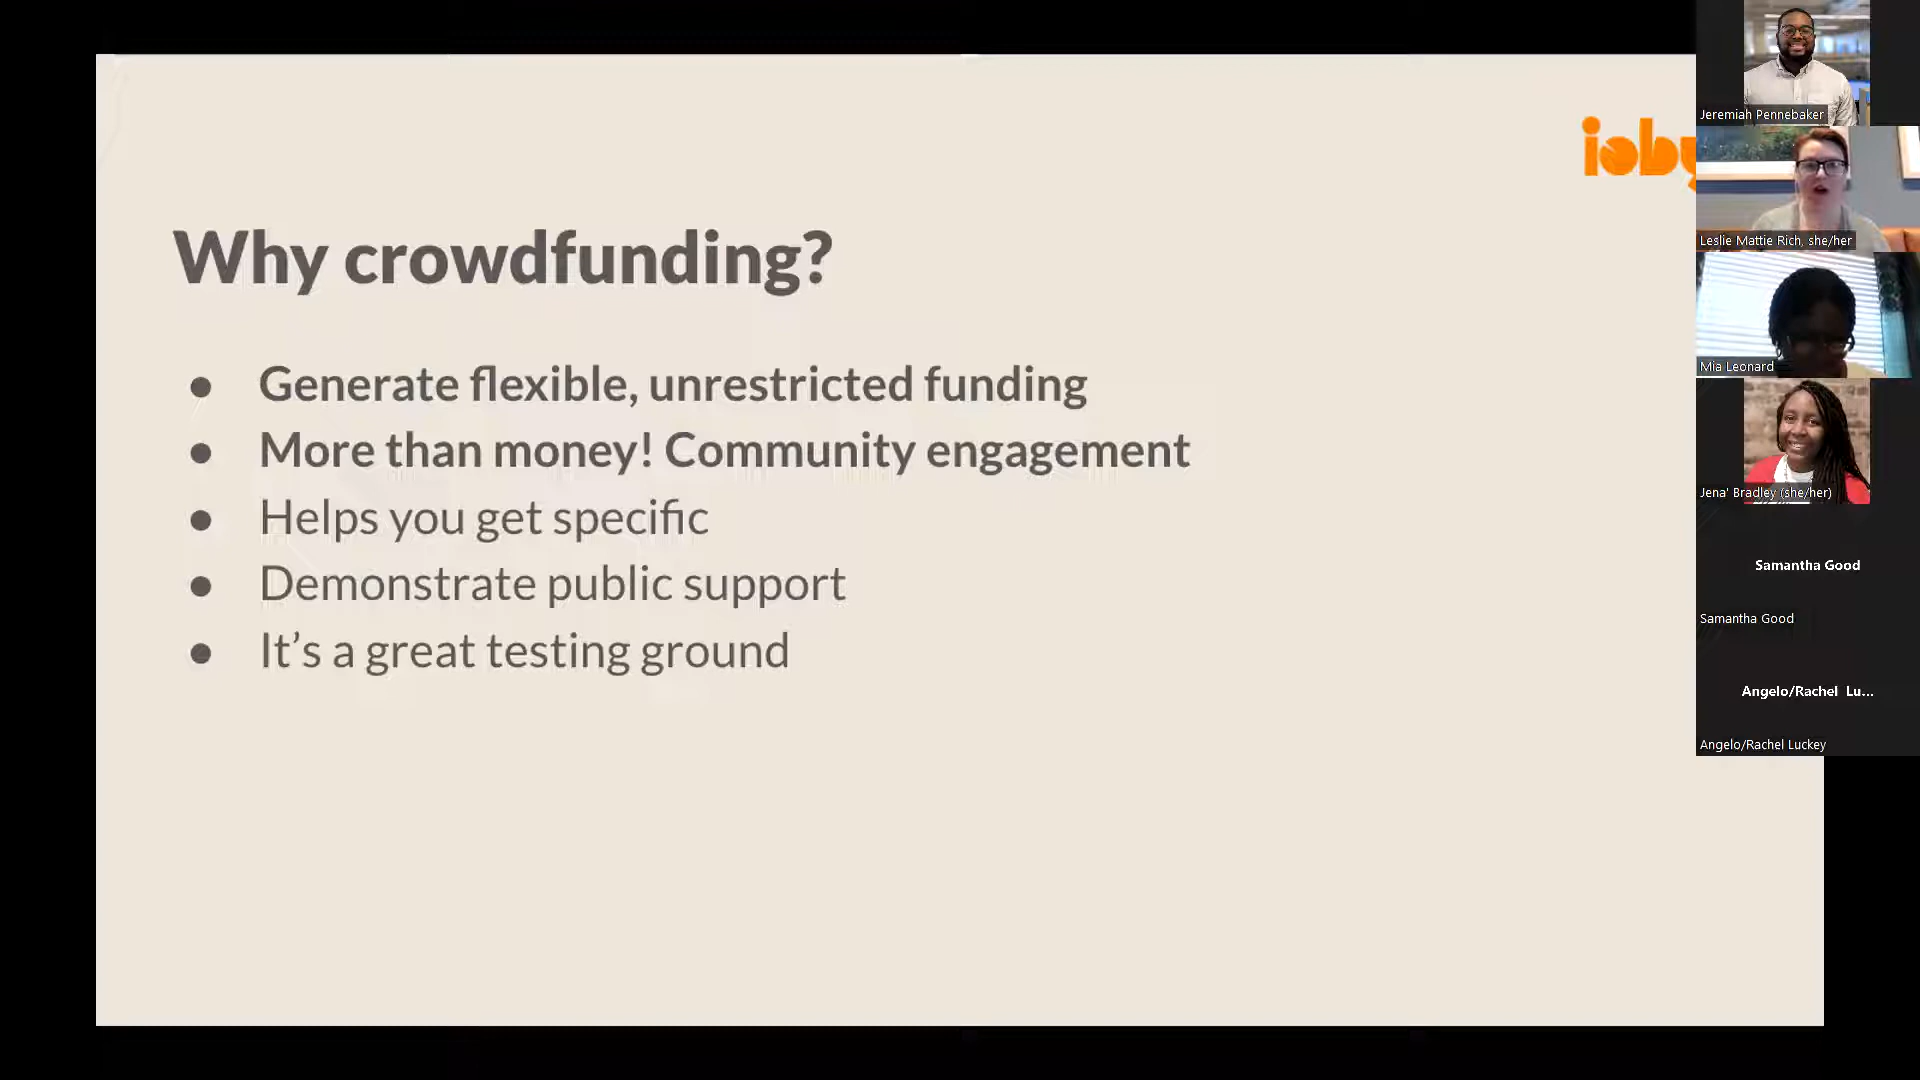 ioby
Why crowdfunding?
● Generate flexible, unrestricted funding
● More than money! Community engagement
● Helps you get specific
● Demonstrate public support
● It's a great testing ground
Jeremiah Pennebaker
Leslie Mattie Rich, she/her
Mia Leonard
Jena' Bradley (she/her)
Samantha Good
Samantha Good
Angelo/Rachel Lu...
Angelo/Rachel Luckey